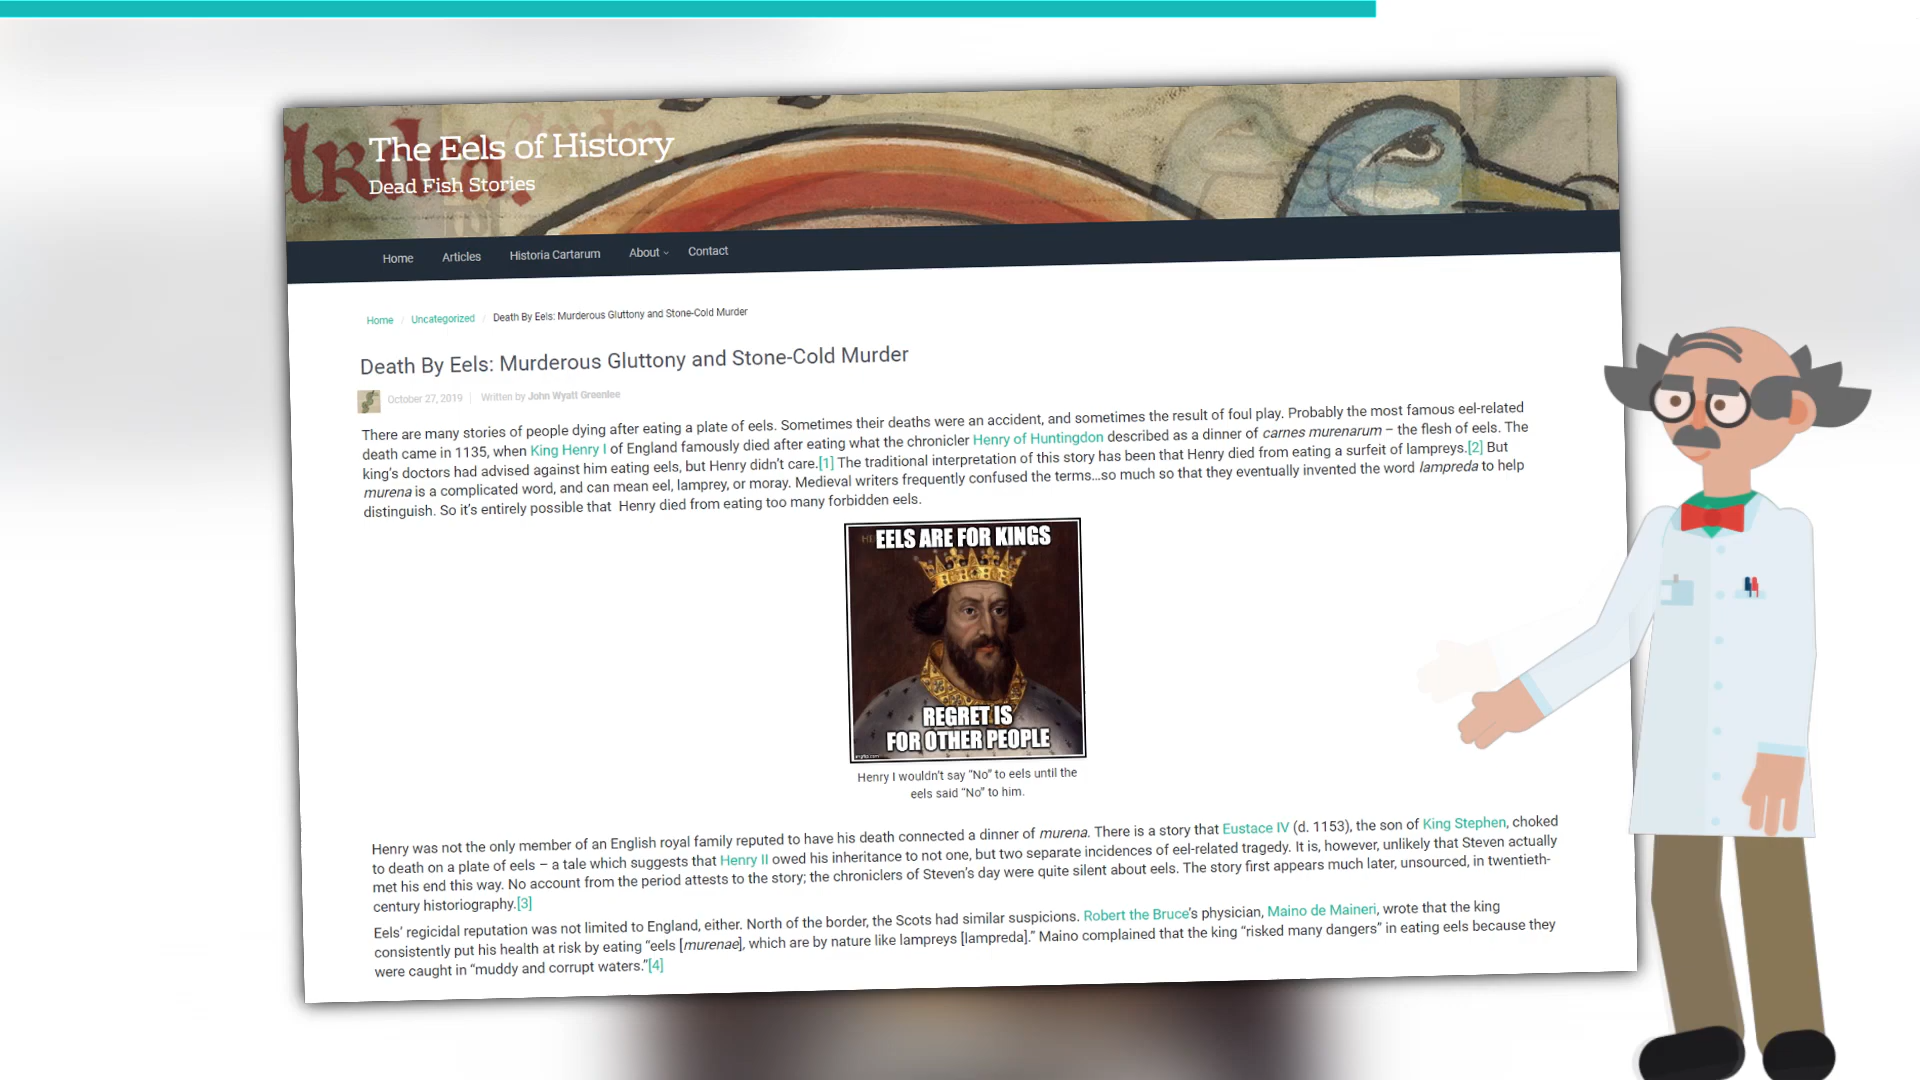 The Eels of History
Dead Fish Stories
Home Articles Historia Cartarum About Contact
Home / Uncategorized / Death By Eels: Murderous Gluttony and Stone-Cold Murder
Death By Eels: Murderous Gluttony and Stone-Cold Murder
October 27, 2019 | Written by John Wyatt Greenlee
There are many stories of people dying after eating a plate of eels. Sometimes their deaths were an accident, and sometimes the result of foul play. Probably the most famous eel-related
death came in 1135, when King Henry I of England famously died after eating what the chronicler Henry of Huntingdon described as a dinner of carnes murenarum – the flesh of eels. The
king's doctors had advised against him eating eels, but Henry didn't care.[1] The traditional interpretation of this story has been that Henry died from eating a surfeit of lampreys.[2] But
murena is a complicated word, and can mean eel, lamprey, or moray. Medieval writers frequently confused the terms…so much so that they eventually invented the word lampreda to help
distinguish. So it's entirely possible that Henry died from eating too many forbidden eels.
EELS ARE FOR KINGS
REGRET IS
FOR OTHER PEOPLE
Henry I wouldn't say "No" to eels until the
eels said "No" to him.
Henry was not the only member of an English royal family reputed to have his death connected a dinner of murena. There is a story that Eustace IV (d. 1153), the son of King Stephen, choked
to death on a plate of eels – a tale which suggests that Henry II owed his inheritance to not one, but two separate incidences of eel-related tragedy. It is, however, unlikely that Steven actually
met his end this way. No account from the period attests to the story; the chroniclers of Steven's day were quite silent about eels. The story first appears much later, unsourced, in twentieth-
century historiography.[3]
Eels' regicidal reputation was not limited to England, either. North of the border, the Scots had similar suspicions. Robert the Bruce's physician, Maino de Maineri, wrote that the king
consistently put his health at risk by eating "eels [murenae], which are by nature like lampreys [lampreda]." Maino complained that the king "risked many dangers" in eating eels because they
were caught in "muddy and corrupt waters."[4]